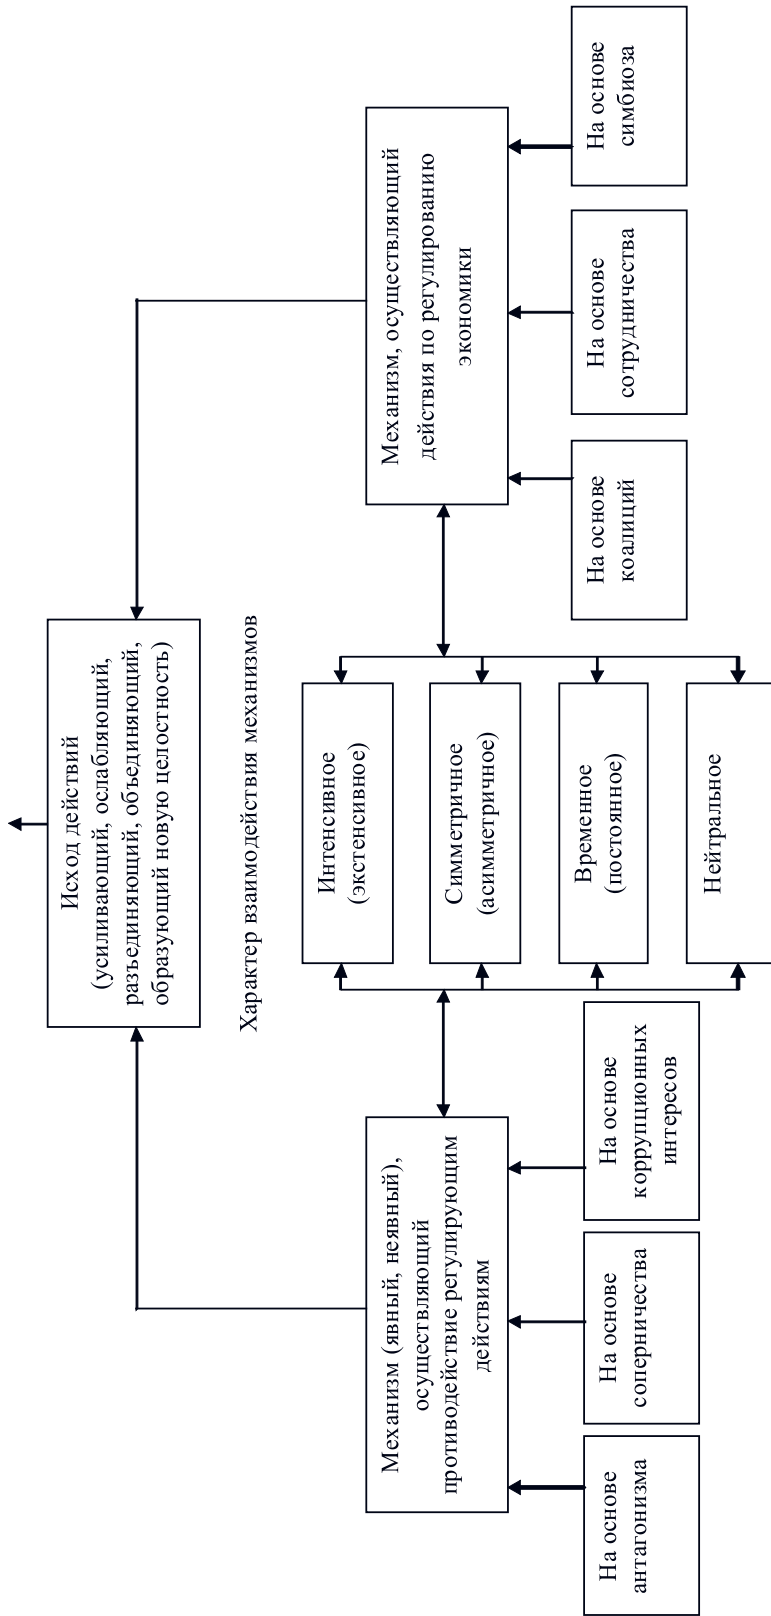 Исход действий
(усиливающий, ослабляющий,
разъединяющий, объединяющий,
образующий новую целостность)
Характер взаимодействия механизмов
Механизм (явный, неявный),
осуществляющий
противодействие регулирующим
действиям
Интенсивное
(экстенсивное)
Симметричное
(асимметричное)
Временное
(постоянное)
Нейтральное
Механизм, осуществляющий
действия по регулированию
экономики
На основе
антагонизма
На основе
соперничества
На основе
коррупционных
интересов
На основе
коалиций
На основе
сотрудничества
На основе
симбиоза